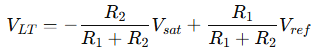 V_{LT} = -\frac{R_2}{R_1 + R_2} V_{sat} + \frac{R_1}{R_1 + R_2} V_{ref}